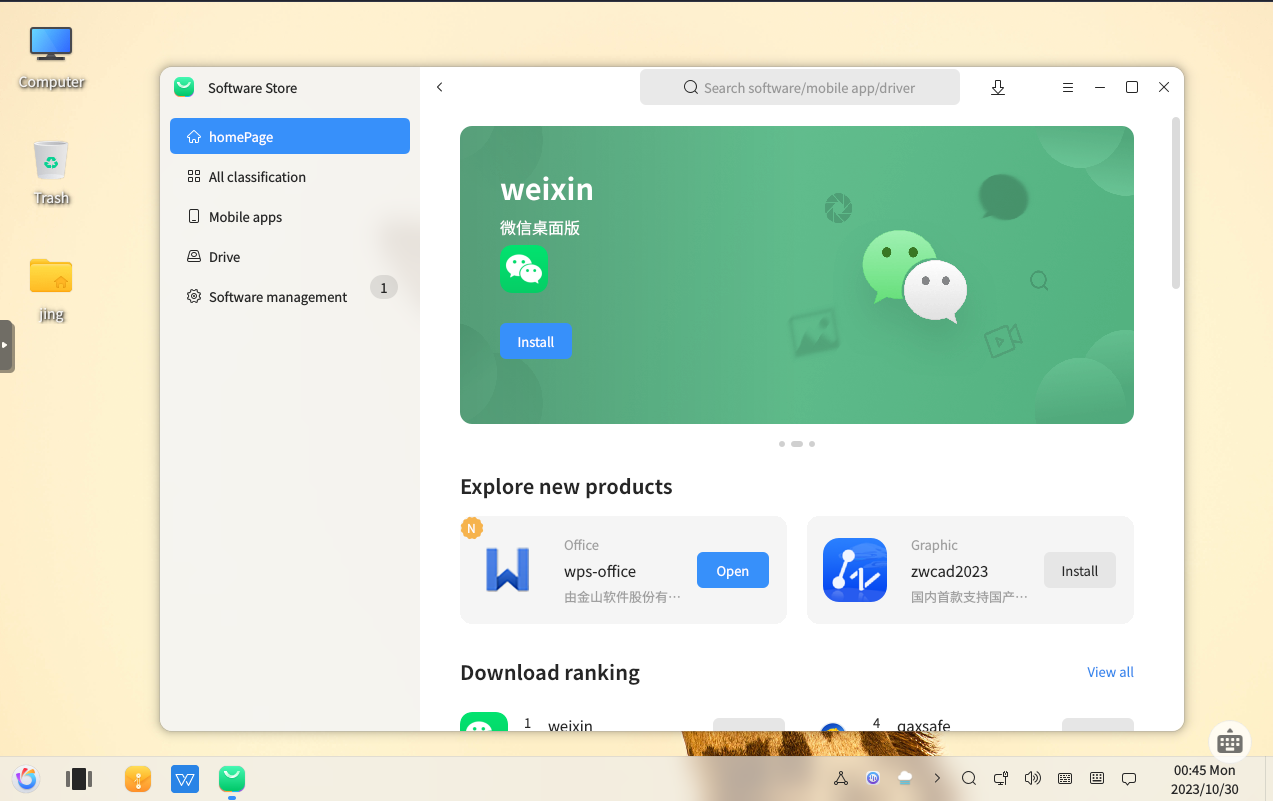 Computer
Trash
jing
Software Store
Search software/mobile app/driver
homePage
All classification
Mobile apps
Drive
Software management
1
weixin
微信桌面版
Install
Explore new products
N
Office
wps-office
由金山软件股份有…
Open
Graphic
zwcad2023
国内首款支持国产…
Install
Download ranking
View all
1 weixin
4 qaxsafe
00:45 Mon
2023/10/30